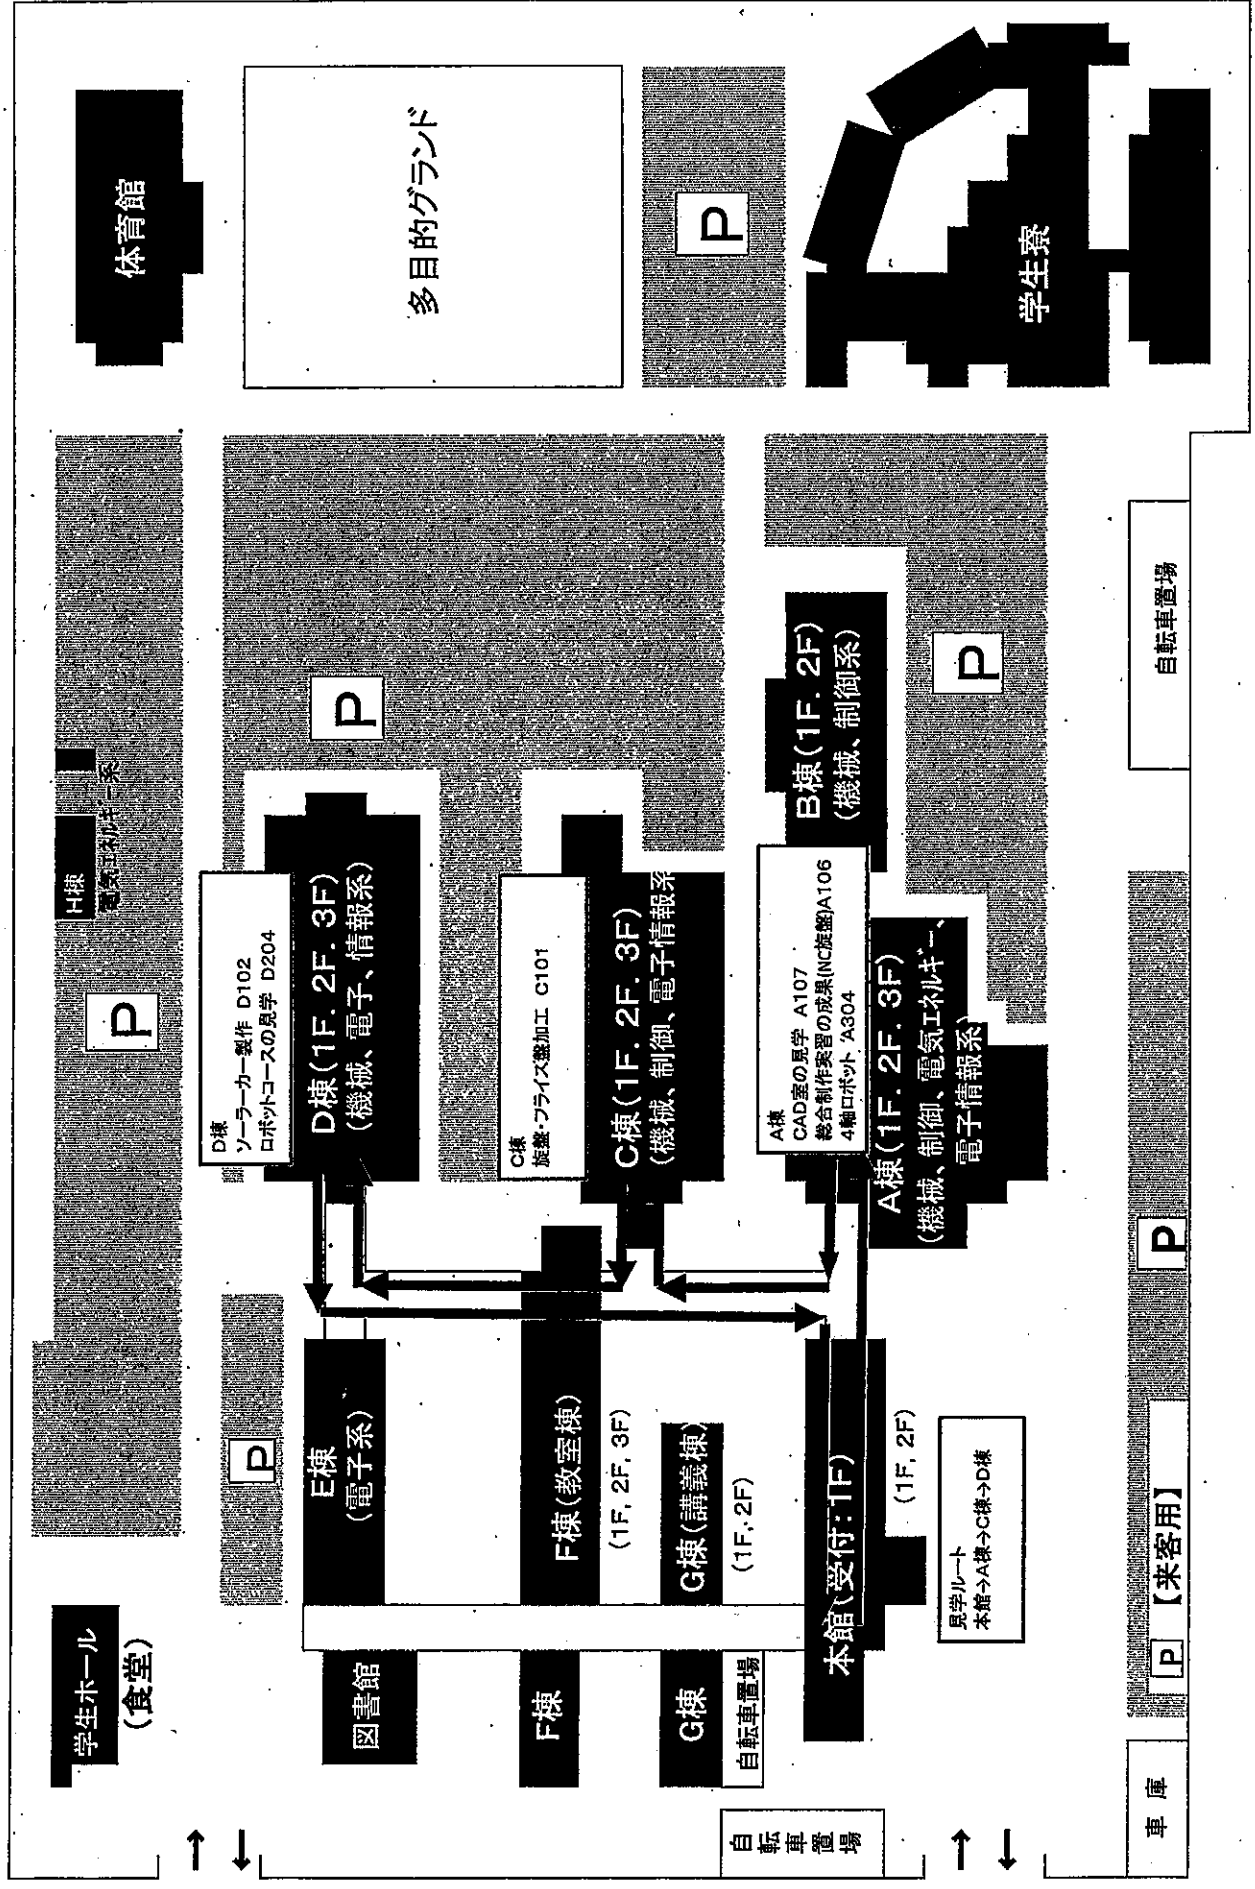 学生ホール
(食堂)
P
H棟
電気エネルギー系
体育館
P
E棟
(電子系)
D棟
ソーラーカー製作 D102
ロボットコースの見学 D204
D棟(1F. 2F. 3F)
(機械、電子、情報系)
P
多目的グランド
図書館
F棟
F棟(教室棟)
(1F, 2F, 3F)
C棟
旋盤・フライス盤加工 C101
C棟(1F. 2F. 3F)
(機械、制御、電子情報系
P
G棟
G棟(講義棟)
(1F, 2F)
自転車置場
自転車置場
本館(受付:1F)
(1F, 2F)
A棟
CAD室の見学 A107
総合制作実習の成果(NC旋盤)A106
4軸ロボット A304
A棟(1F. 2F. 3F)
(機械、制御、電気エネルギー、
電子情報系)
B棟(1F. 2F)
(機械、制御系)
P
学生寮
見学ルート
本館→A棟→C棟→D棟
車庫
P 【来客用】
P
自転車置場